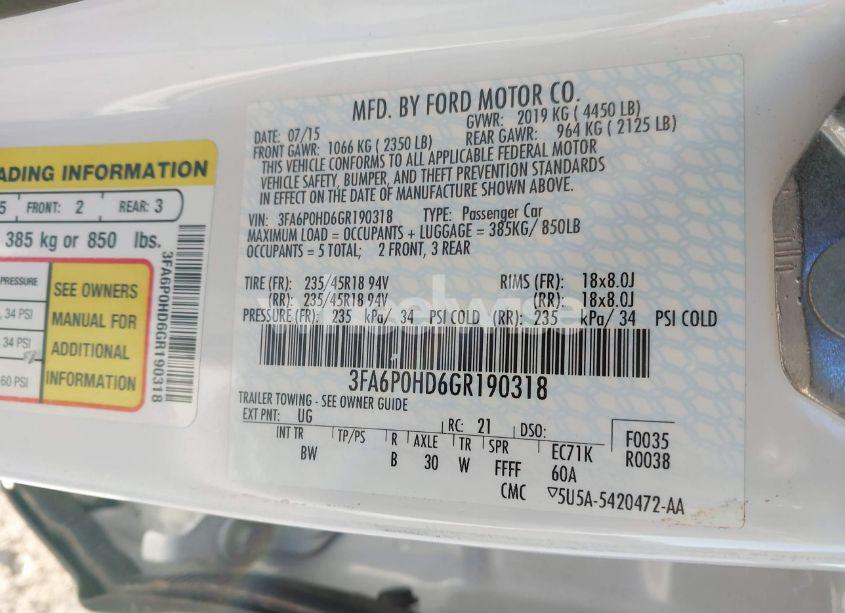 MFD. BY FORD MOTOR CO.
DATE: 07/15 GVWR: 2019 KG ( 4450 LB)
FRONT GAWR: 1066 KG ( 2350 LB) REAR GAWR: 964 KG ( 2125 LB)
THIS VEHICLE CONFORMS TO ALL APPLICABLE FEDERAL MOTOR
VEHICLE SAFETY, BUMPER, AND THEFT PREVENTION STANDARDS
IN EFFECT ON THE DATE OF MANUFACTURE SHOWN ABOVE.
VIN: 3FA6P0HD6GR190318 TYPE: Passenger Car
MAXIMUM LOAD = OCCUPANTS + LUGGAGE = 385KG/ 850LB
OCCUPANTS = 5 TOTAL; 2 FRONT, 3 REAR
TIRE (FR): 235/45R18 94V RIMS (FR): 18x8.0J
(RR): 235/45R18 94V (RR): 18x8.0J
PRESSURE (FR): 235 kPa/ 34 PSI COLD (RR): 235 kPa/ 34 PSI COLD
3FA6P0HD6GR190318
TRAILER TOWING - SEE OWNER GUIDE
EXT PNT: UG RC: 21 DSO:
INT TR TP/PS R AXLE TR SPR EC71K F0035
BW B 30 W FFFF 60A R0038
CMC ▽5U5A-5420472-AA
ADING INFORMATION
5 FRONT: 2 REAR: 3
385 kg or 850 lbs.
PRESSURE
, 34 PSI
34 PSI
60 PSI
SEE OWNERS
MANUAL FOR
ADDITIONAL
INFORMATION
3FA6P0HD6GR190318